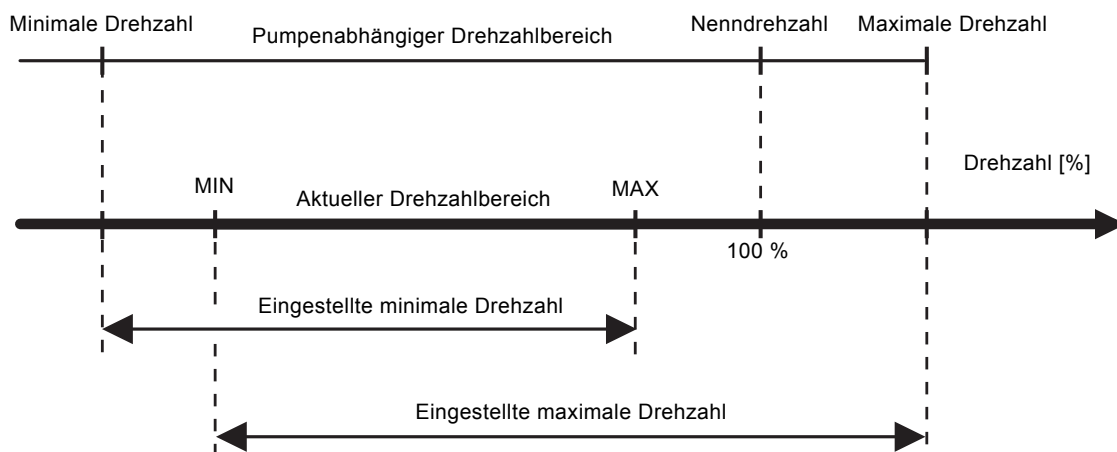 Minimale Drehzahl
Pumpenabhängiger Drehzahlbereich
Nenndrehzahl
Maximale Drehzahl
Drehzahl [%]
MIN
Aktueller Drehzahlbereich
MAX
100 %
Eingestellte minimale Drehzahl
Eingestellte maximale Drehzahl